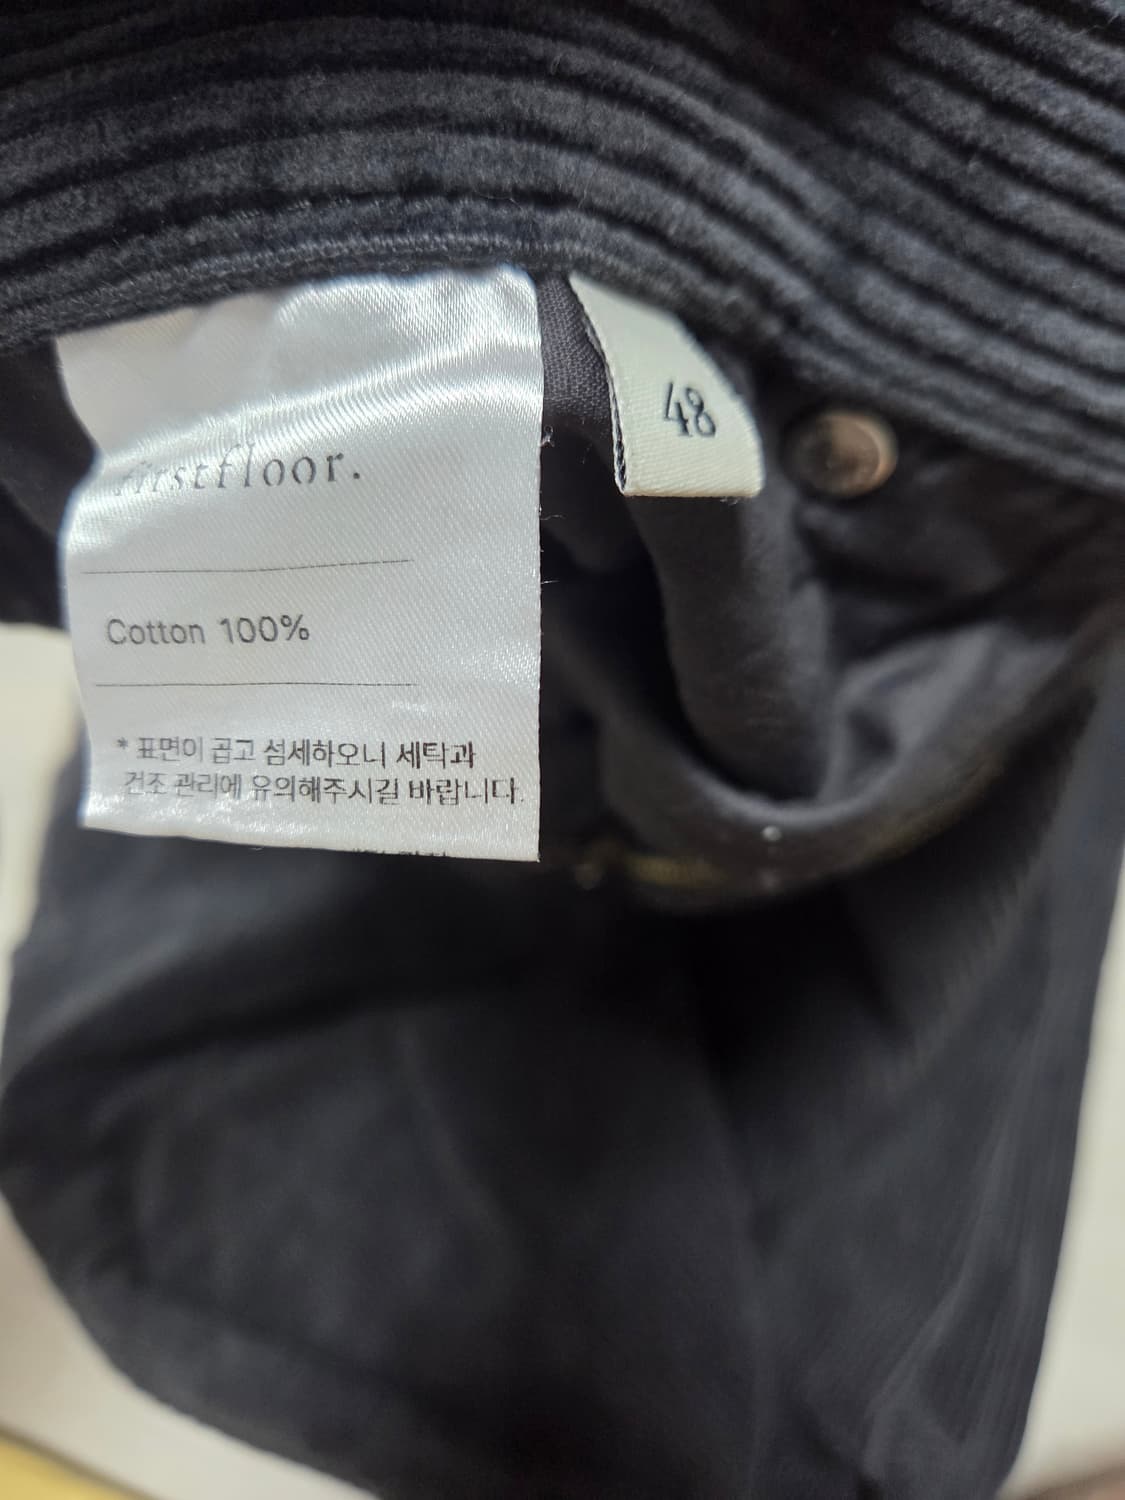 firstfloor.
48
Cotton 100%
* 표면이 곱고 섬세하오니 세탁과
건조 관리에 유의해주시길 바랍니다.